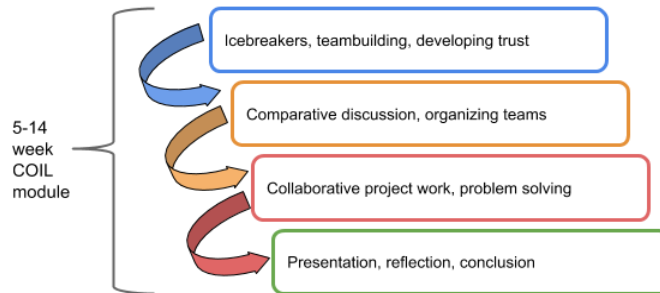 5-14
week
COIL
module
Icebreakers, teambuilding, developing trust
Comparative discussion, organizing teams
Collaborative project work, problem solving
Presentation, reflection, conclusion